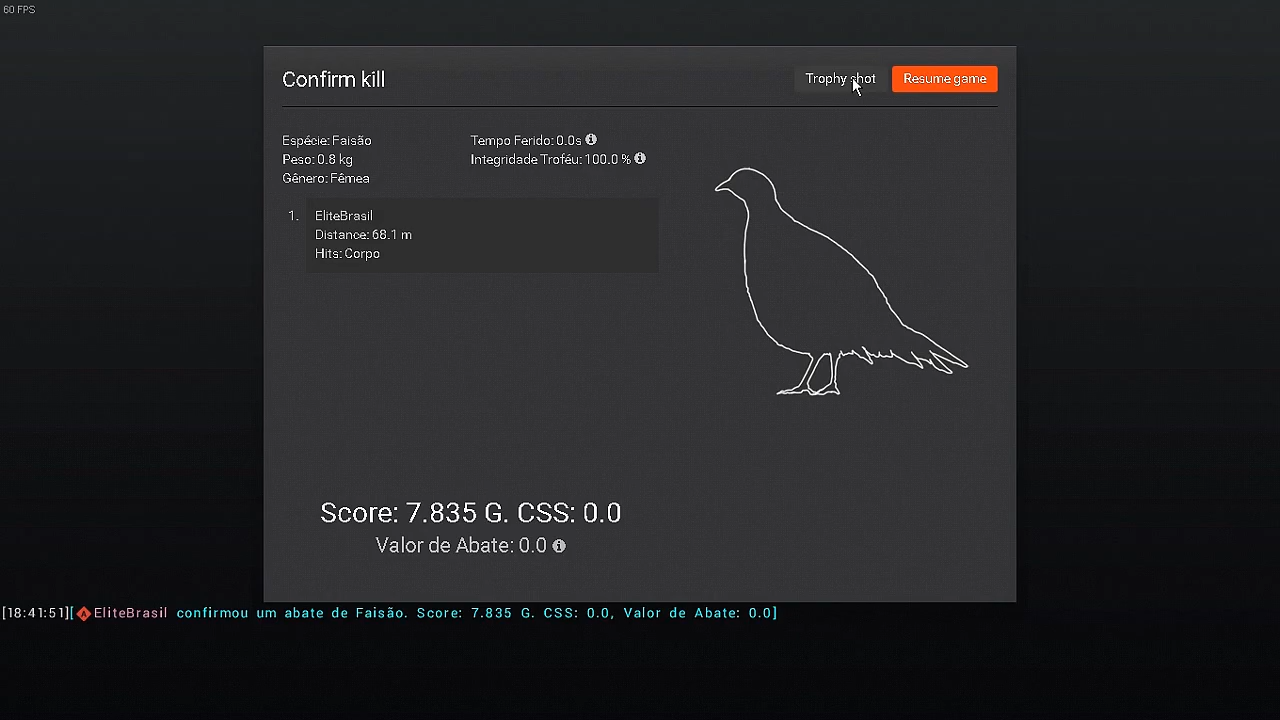 60 FPS
Confirm kill
Trophy shot
Resume game
Espécie: Faisão
Peso: 0.8 kg
Gênero: Fêmea
Tempo Ferido: 0.0s
Integridade Troféu: 100.0 %
1.
EliteBrasil
Distance: 68.1 m
Hits: Corpo
Score: 7.835 G. CSS: 0.0
Valor de Abate: 0.0
[18:41:51][EliteBrasil confirmou um abate de Faisão. Score: 7.835 G. CSS: 0.0, Valor de Abate: 0.0]